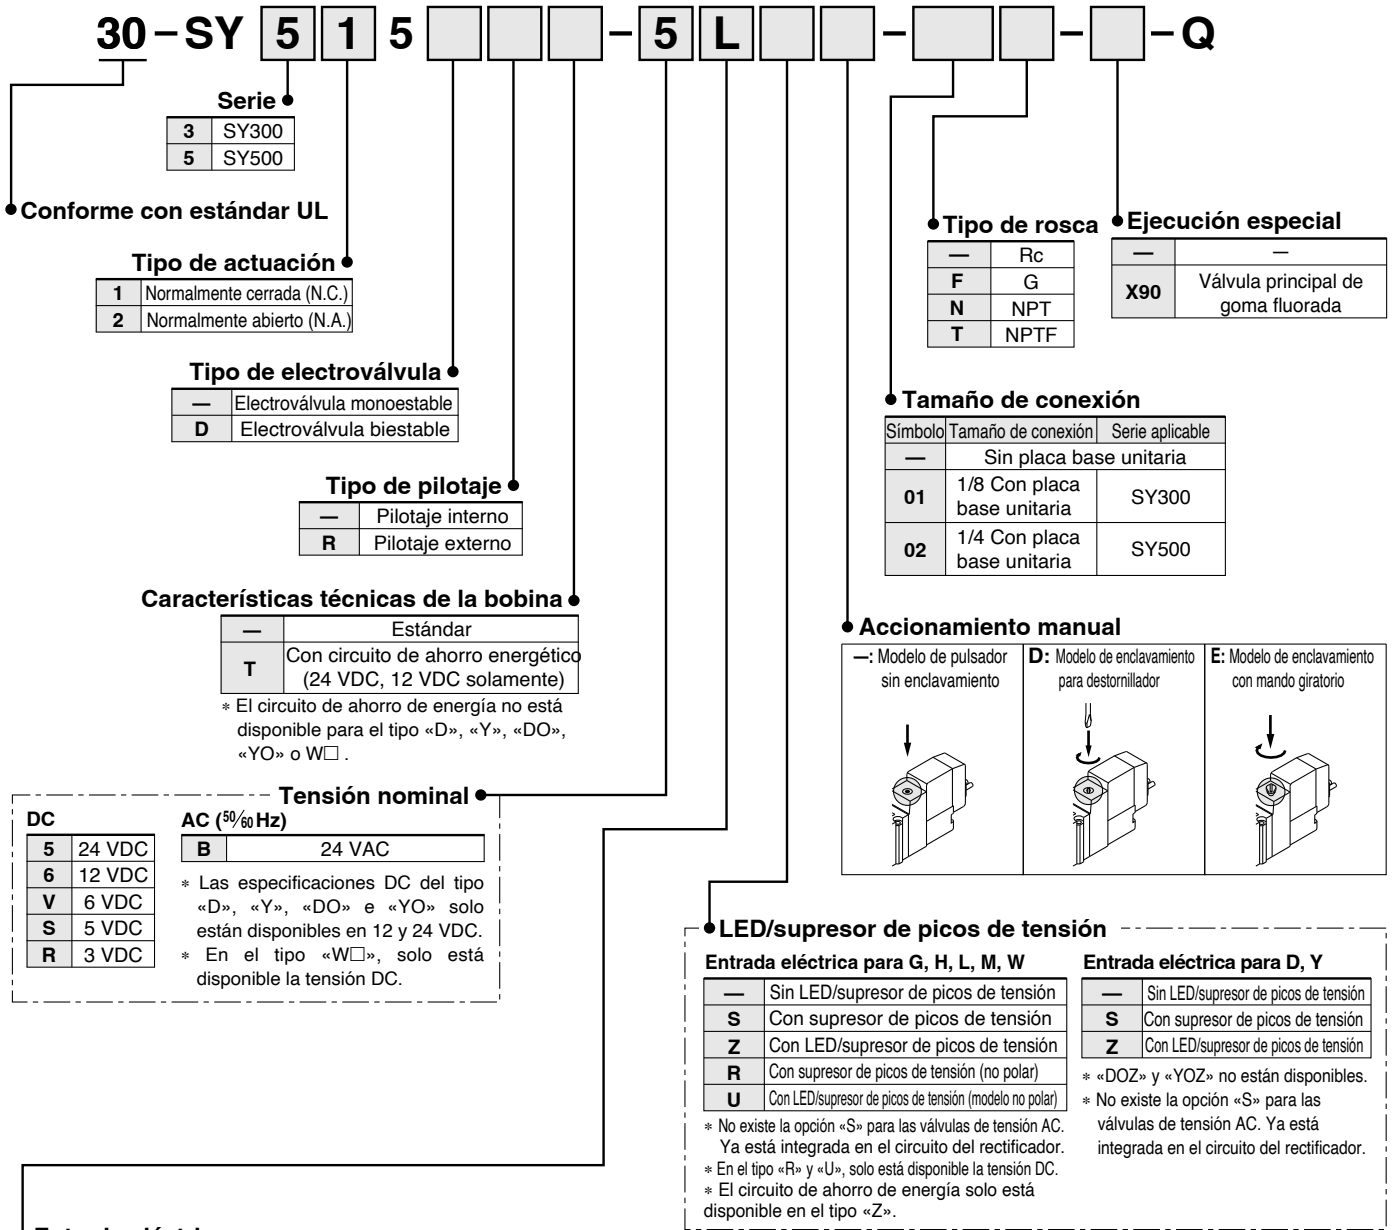 30-SY 5 1 5 - 5 L - - - Q
Serie
3 SY300
5 SY500
Conforme con estándar UL
Tipo de actuación
1 Normalmente cerrada (N.C.)
2 Normalmente abierto (N.A.)
Tipo de electroválvula
— Electroválvula monoestable
D Electroválvula biestable
Tipo de pilotaje
— Pilotaje interno
R Pilotaje externo
Características técnicas de la bobina
— Estándar
T Con circuito de ahorro energético
(24 VDC, 12 VDC solamente)
∗ El circuito de ahorro de energía no está
disponible para el tipo «D», «Y», «DO»,
«YO» o W□ .
Tensión nominal
DC
5 24 VDC
6 12 VDC
V 6 VDC
S 5 VDC
R 3 VDC
AC (50/60 Hz)
B 24 VAC
∗ Las especificaciones DC del tipo
«D», «Y», «DO» e «YO» solo
están disponibles en 12 y 24 VDC.
∗ En el tipo «W□», solo está
disponible la tensión DC.
Tipo de rosca
— Rc
F G
N NPT
T NPTF
Ejecución especial
— —
X90 Válvula principal de
goma fluorada
Tamaño de conexión
Símbolo Tamaño de conexión Serie aplicable
— Sin placa base unitaria
01 1/8 Con placa
base unitaria SY300
02 1/4 Con placa
base unitaria SY500
Accionamiento manual
—: Modelo de pulsador
sin enclavamiento
D: Modelo de enclavamiento
para destornillador
E: Modelo de enclavamiento
con mando giratorio
LED/supresor de picos de tensión
Entrada eléctrica para G, H, L, M, W
— Sin LED/supresor de picos de tensión
S Con supresor de picos de tensión
Z Con LED/supresor de picos de tensión
R Con supresor de picos de tensión (no polar)
U Con LED/supresor de picos de tensión (modelo no polar)
∗ No existe la opción «S» para las válvulas de tensión AC.
Ya está integrada en el circuito del rectificador.
∗ En el tipo «R» y «U», solo está disponible la tensión DC.
∗ El circuito de ahorro de energía solo está
disponible en el tipo «Z».
Entrada eléctrica para D, Y
— Sin LED/supresor de picos de tensión
S Con supresor de picos de tensión
Z Con LED/supresor de picos de tensión
∗ «DOZ» y «YOZ» no están disponibles.
∗ No existe la opción «S» para las
válvulas de tensión AC. Ya está
integrada en el circuito del rectificador.